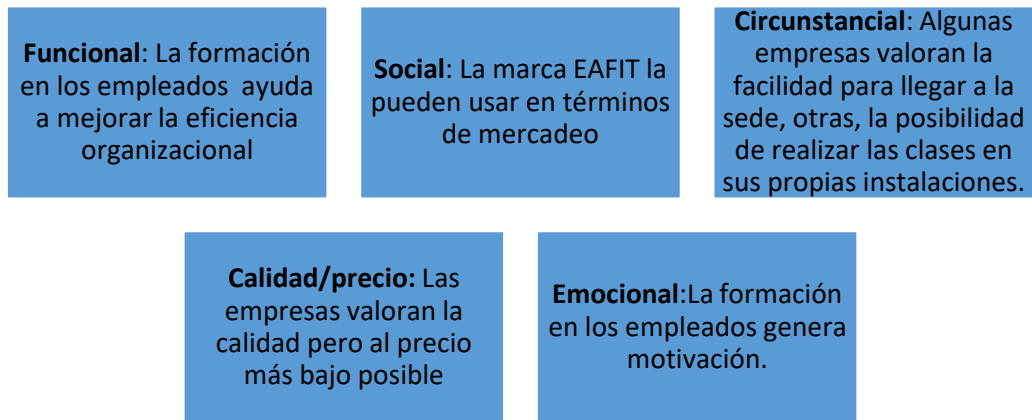 Funcional: La formación
en los empleados ayuda
a mejorar la eficiencia
organizacional
Social: La marca EAFIT la
pueden usar en términos
de mercadeo
Circunstancial: Algunas
empresas valoran la
facilidad para llegar a la
sede, otras, la posibilidad
de realizar las clases en
sus propias instalaciones.
Calidad/precio: Las
empresas valoran la
calidad pero al precio
más bajo posible
Emocional:La formación
en los empleados genera
motivación.